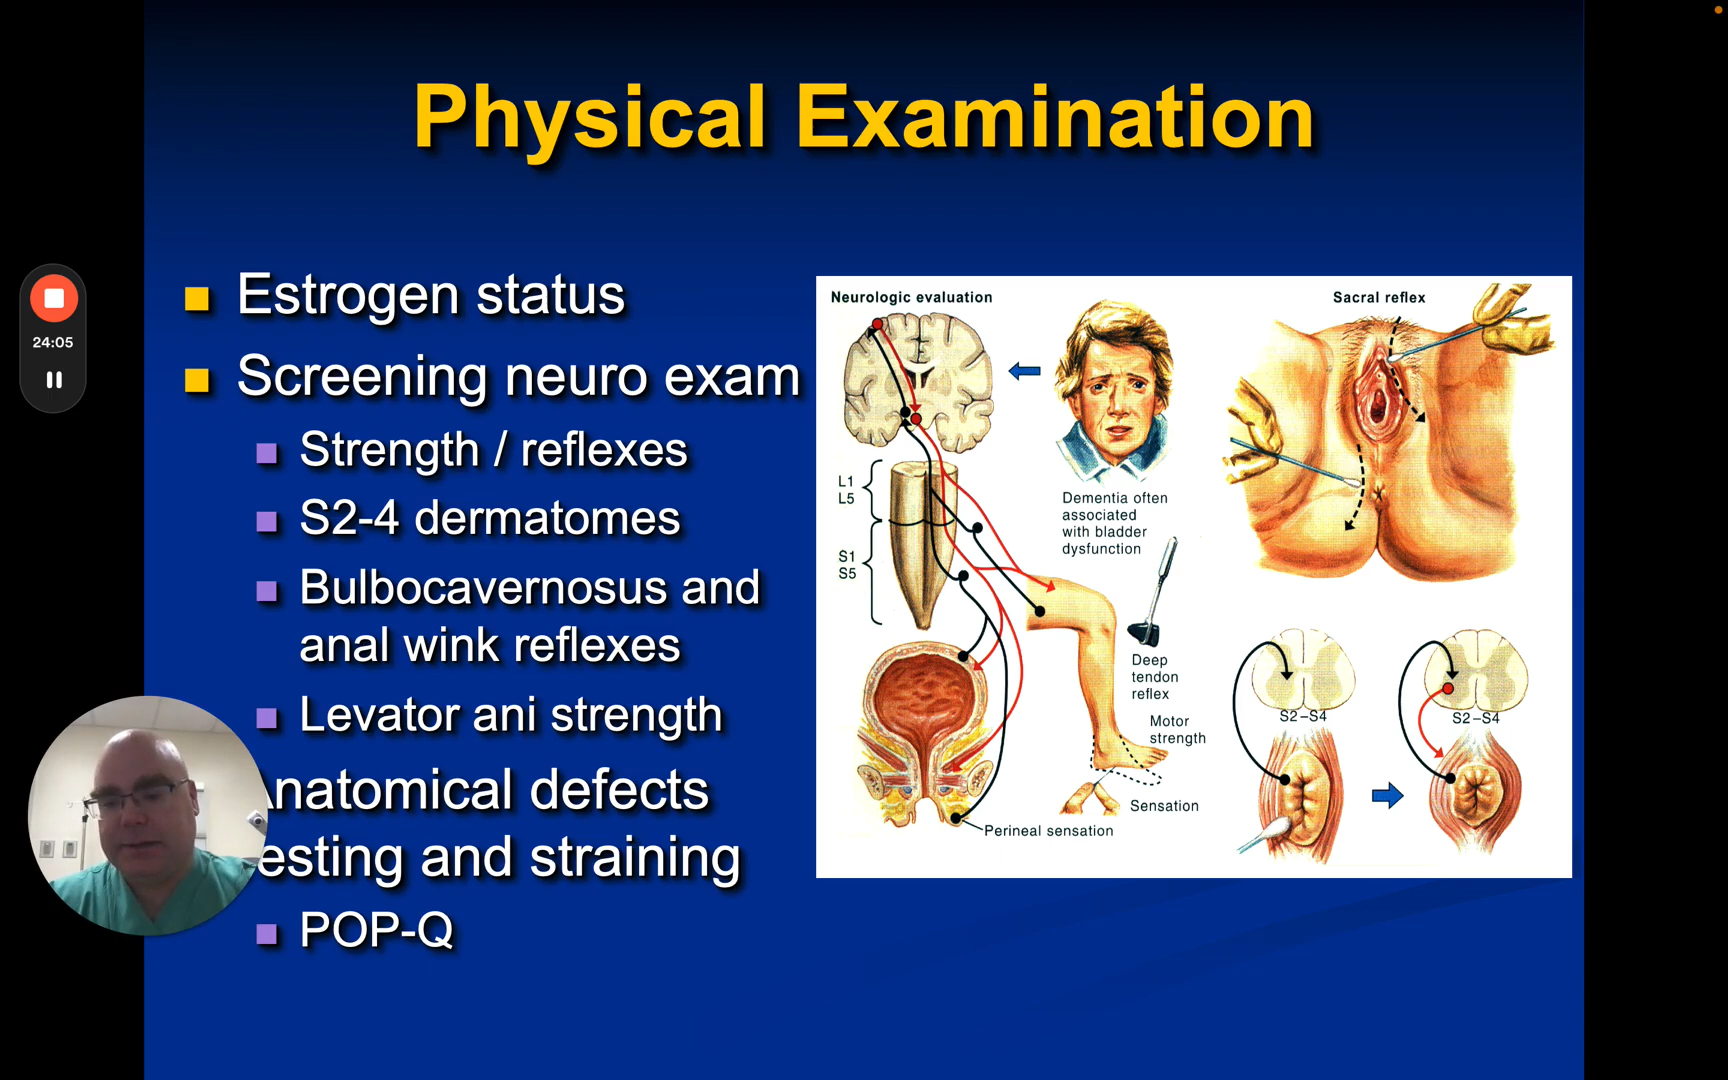 Physical Examination
Estrogen status
Screening neuro exam
Strength / reflexes
S2-4 dermatomes
Bulbocavernosus and
anal wink reflexes
Levator ani strength
Anatomical defects
esting and straining
POP-Q
24:05
Neurologic evaluation
L1
L5
S1
S5
Dementia often
associated
with bladder
dysfunction
Deep
tendon
reflex
Motor
strength
Sensation
Perineal sensation
Sacral reflex
S2–S4
S2–S4